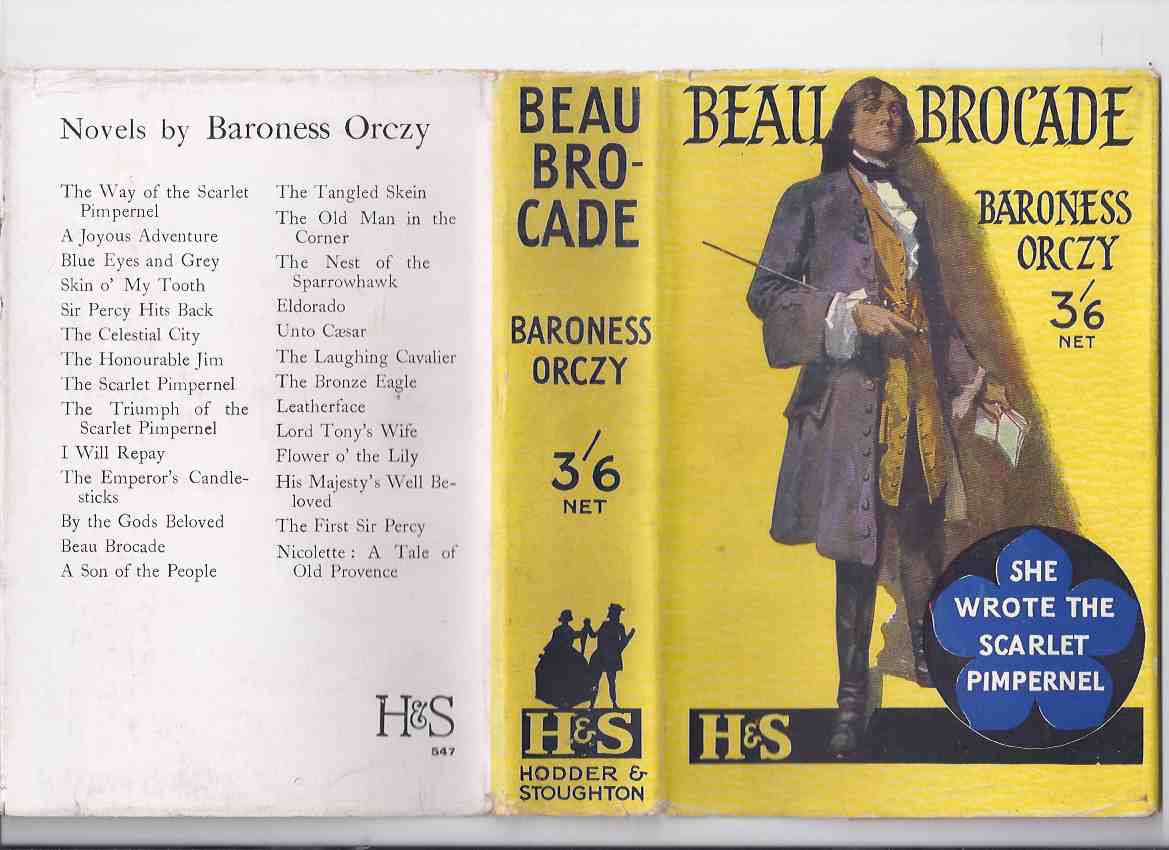 Novels by Baroness Orczy
The Way of the Scarlet
Pimpernel
A Joyous Adventure
Blue Eyes and Grey
Skin o' My Tooth
Sir Percy Hits Back
The Celestial City
The Honourable Jim
The Scarlet Pimpernel
The Triumph of the
Scarlet Pimpernel
I Will Repay
The Emperor's Candle-
sticks
By the Gods Beloved
Beau Brocade
A Son of the People
The Tangled Skein
The Old Man in the
Corner
The Nest of the
Sparrowhawk
Eldorado
Unto Cæsar
The Laughing Cavalier
The Bronze Eagle
Leatherface
Lord Tony's Wife
Flower o' the Lily
His Majesty's Well Be-
loved
The First Sir Percy
Nicolette: A Tale of
Old Provence
H&S
547
BEAU
BRO-
CADE
BARONESS
ORCZY
3/6
NET
H&S
HODDER &
STOUGHTON
BEAU BROCADE
BARONESS
ORCZY
3/6
NET
SHE
WROTE THE
SCARLET
PIMPERNEL
H&S